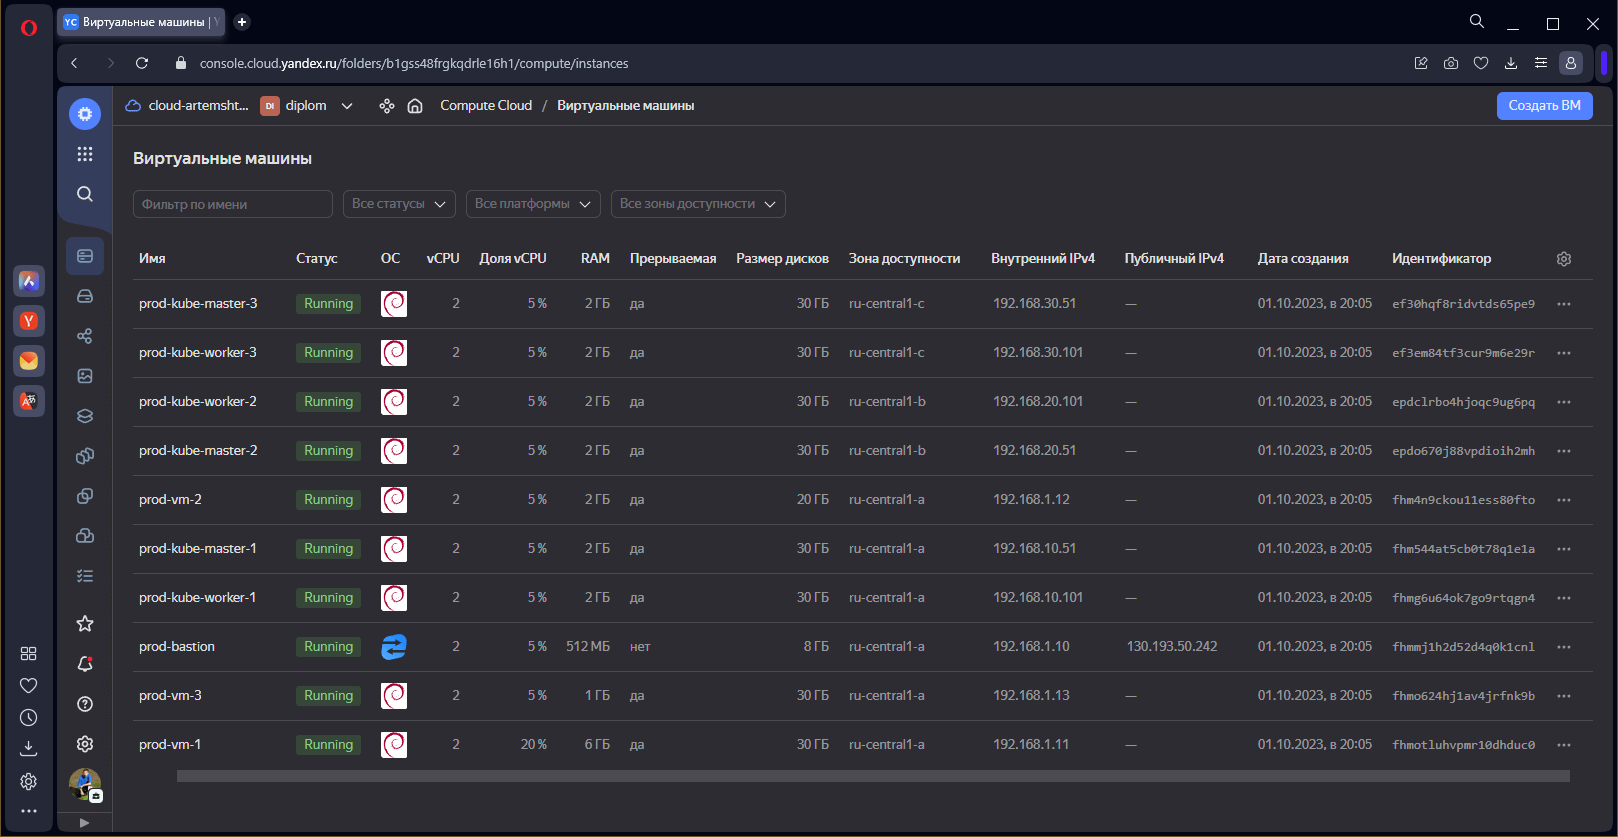 YC Виртуальные машины | Y
console.cloud.yandex.ru/folders/b1gss48frgkqdrle16h1/compute/instances
cloud-artemsht... DI diplom Compute Cloud / Виртуальные машины Создать ВМ
Виртуальные машины
Фильтр по имени Все статусы Все платформы Все зоны доступности
Имя Статус ОС vCPU Доля vCPU RAM Прерываемая Размер дисков Зона доступности Внутренний IPv4 Публичный IPv4 Дата создания Идентификатор
prod-kube-master-3 Running 2 5 % 2 ГБ да 30 ГБ ru-central1-c 192.168.30.51 — 01.10.2023, в 20:05 ef30hqf8ridvtds65pe9
prod-kube-worker-3 Running 2 5 % 2 ГБ да 30 ГБ ru-central1-c 192.168.30.101 — 01.10.2023, в 20:05 ef3em84tf3cur9m6e29r
prod-kube-worker-2 Running 2 5 % 2 ГБ да 30 ГБ ru-central1-b 192.168.20.101 — 01.10.2023, в 20:05 epdclrbo4hjoqc9ug6pq
prod-kube-master-2 Running 2 5 % 2 ГБ да 30 ГБ ru-central1-b 192.168.20.51 — 01.10.2023, в 20:05 epdo670j88vpdioih2mh
prod-vm-2 Running 2 5 % 2 ГБ да 20 ГБ ru-central1-a 192.168.1.12 — 01.10.2023, в 20:05 fhm4n9ckou11ess80fto
prod-kube-master-1 Running 2 5 % 2 ГБ да 30 ГБ ru-central1-a 192.168.10.51 — 01.10.2023, в 20:05 fhm544at5cb0t78q1e1a
prod-kube-worker-1 Running 2 5 % 2 ГБ да 30 ГБ ru-central1-a 192.168.10.101 — 01.10.2023, в 20:05 fhmg6u64ok7go9rtqgn4
prod-bastion Running 2 5 % 512 МБ нет 8 ГБ ru-central1-a 192.168.1.10 130.193.50.242 01.10.2023, в 20:05 fhmmj1h2d52d4q0k1cnl
prod-vm-3 Running 2 5 % 1 ГБ да 30 ГБ ru-central1-a 192.168.1.13 — 01.10.2023, в 20:05 fhmo624hj1av4jrfnk9b
prod-vm-1 Running 2 20 % 6 ГБ да 30 ГБ ru-central1-a 192.168.1.11 — 01.10.2023, в 20:05 fhmotluhvpmr10dhduc0